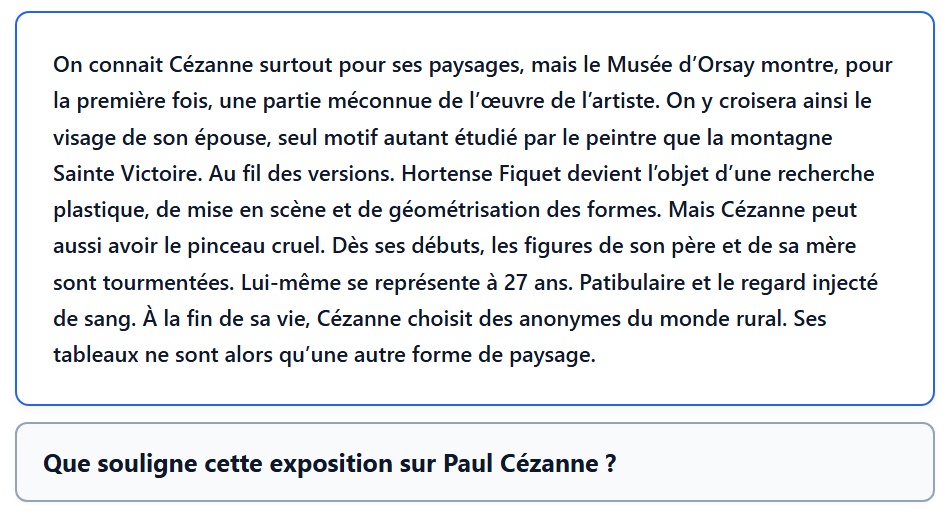 On connait Cézanne surtout pour ses paysages, mais le Musée d’Orsay montre, pour
la première fois, une partie méconnue de l’œuvre de l’artiste. On y croisera ainsi le
visage de son épouse, seul motif autant étudié par le peintre que la montagne
Sainte Victoire. Au fil des versions. Hortense Fiquet devient l’objet d’une recherche
plastique, de mise en scène et de géométrisation des formes. Mais Cézanne peut
aussi avoir le pinceau cruel. Dès ses débuts, les figures de son père et de sa mère
sont tourmentées. Lui-même se représente à 27 ans. Patibulaire et le regard injecté
de sang. À la fin de sa vie, Cézanne choisit des anonymes du monde rural. Ses
tableaux ne sont alors qu’une autre forme de paysage.
Que souligne cette exposition sur Paul Cézanne ?